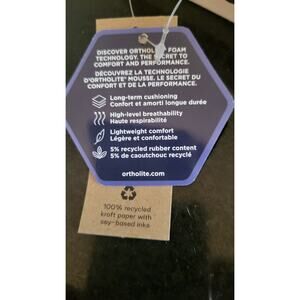 DISCOVER ORTHOLITE FOAM
TECHNOLOGY. THE SECRET TO
COMFORT AND PERFORMANCE.
DÉCOUVREZ LA TECHNOLOGIE
D'ORTHOLITE® MOUSSE. LE SECRET DU
CONFORT ET DE LA PERFORMANCE.
Long-term cushioning
Confort et amorti longue durée
High-level breathability
Haute respirabilité
Lightweight comfort
Légère et confortable
5% recycled rubber content
5% de caoutchouc recyclé
ortholite.com
100% recycled
kraft paper with
soy-based inks